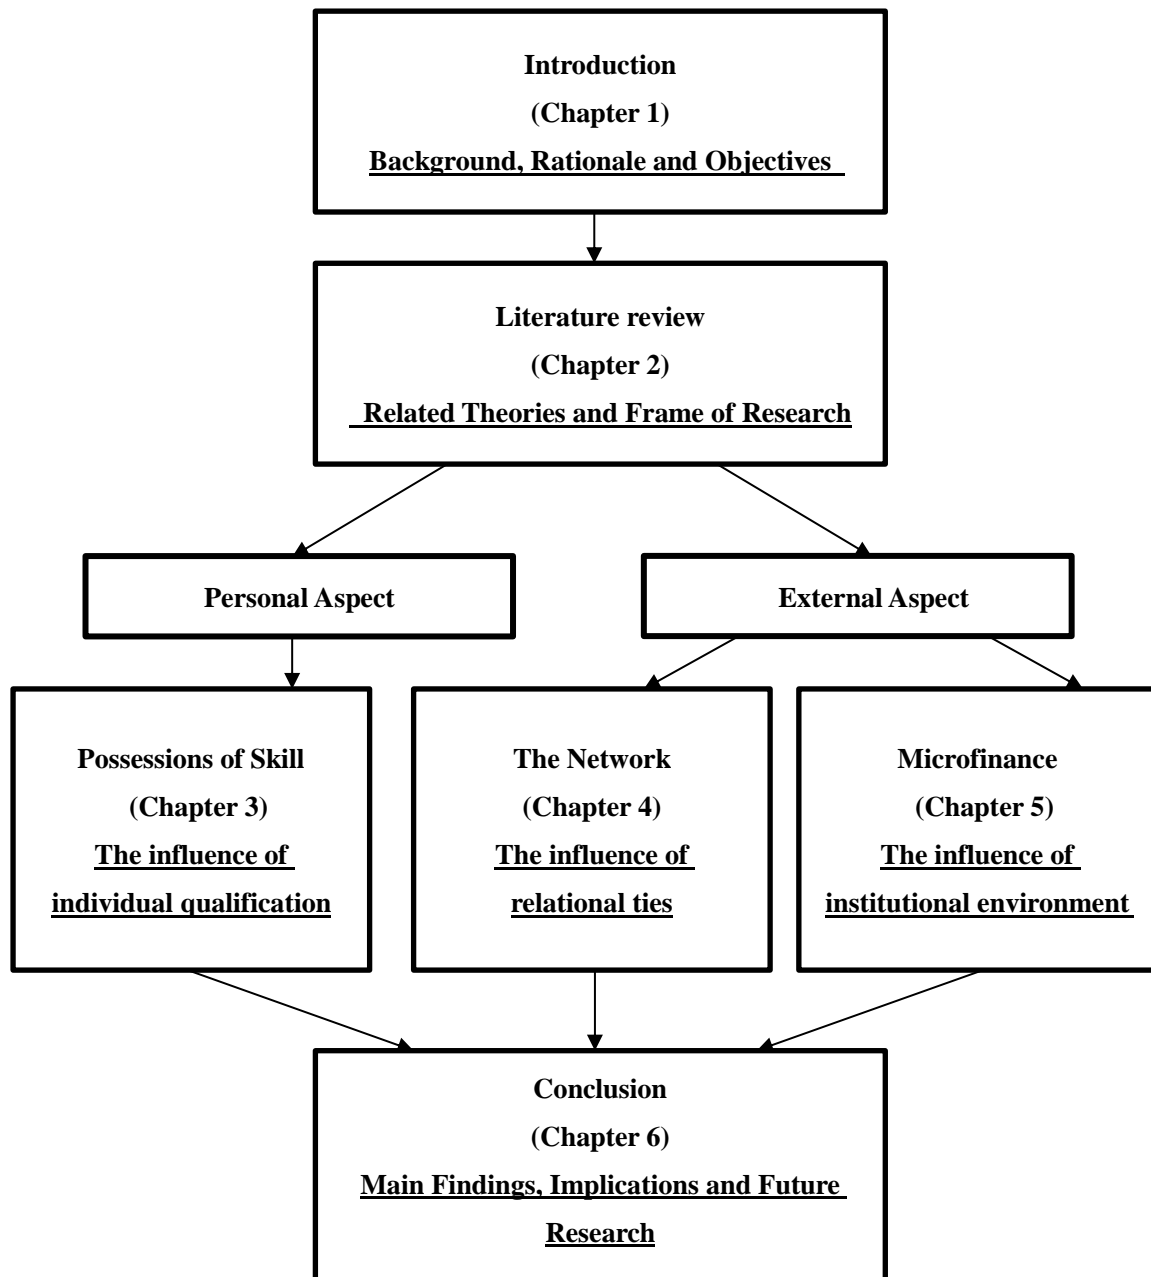 Introduction
(Chapter 1)
Background, Rationale and Objectives
Literature review
(Chapter 2)
Related Theories and Frame of Research
Personal Aspect
External Aspect
Possessions of Skill
(Chapter 3)
The influence of
individual qualification
The Network
(Chapter 4)
The influence of
relational ties
Microfinance
(Chapter 5)
The influence of
institutional environment
Conclusion
(Chapter 6)
Main Findings, Implications and Future
Research